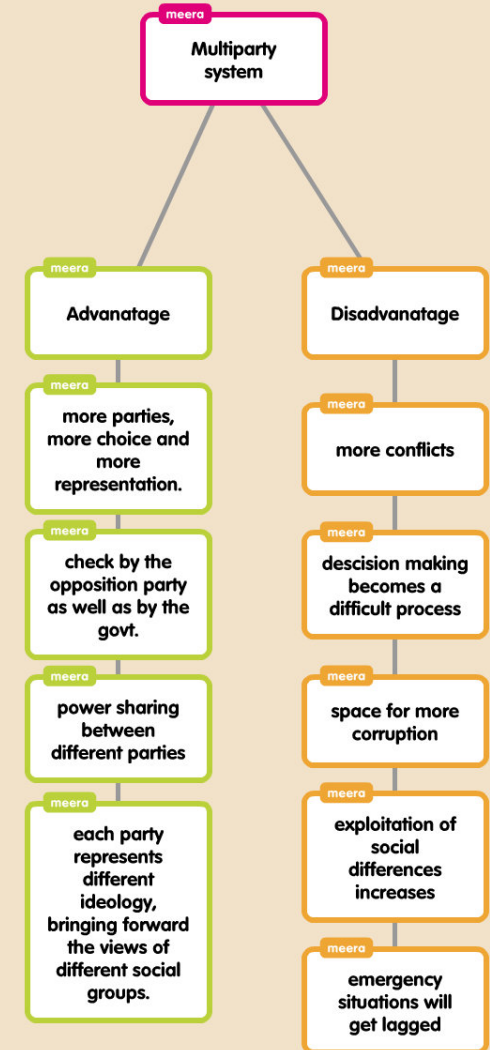 meera
Multiparty
system
meera
Advanatage
meera
more parties,
more choice and
more
representation.
meera
check by the
opposition party
as well as by the
govt.
meera
power sharing
between
different parties
meera
each party
represents
different
ideology,
bringing forward
the views of
different social
groups.
meera
Disadvanatage
meera
more conflicts
meera
descision making
becomes a
difficult process
meera
space for more
corruption
meera
exploitation of
social
differences
increases
meera
emergency
situations will
get lagged